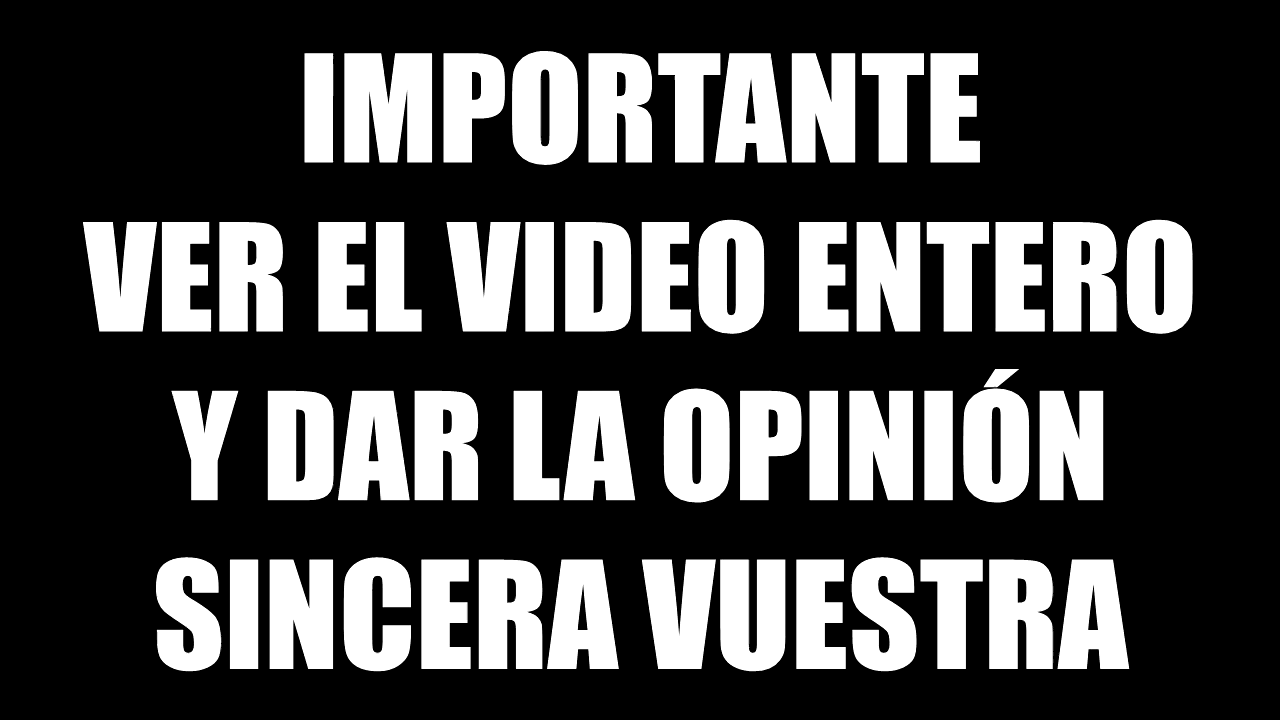 IMPORTANTE
VER EL VIDEO ENTERO
Y DAR LA OPINIÓN
SINCERA VUESTRA